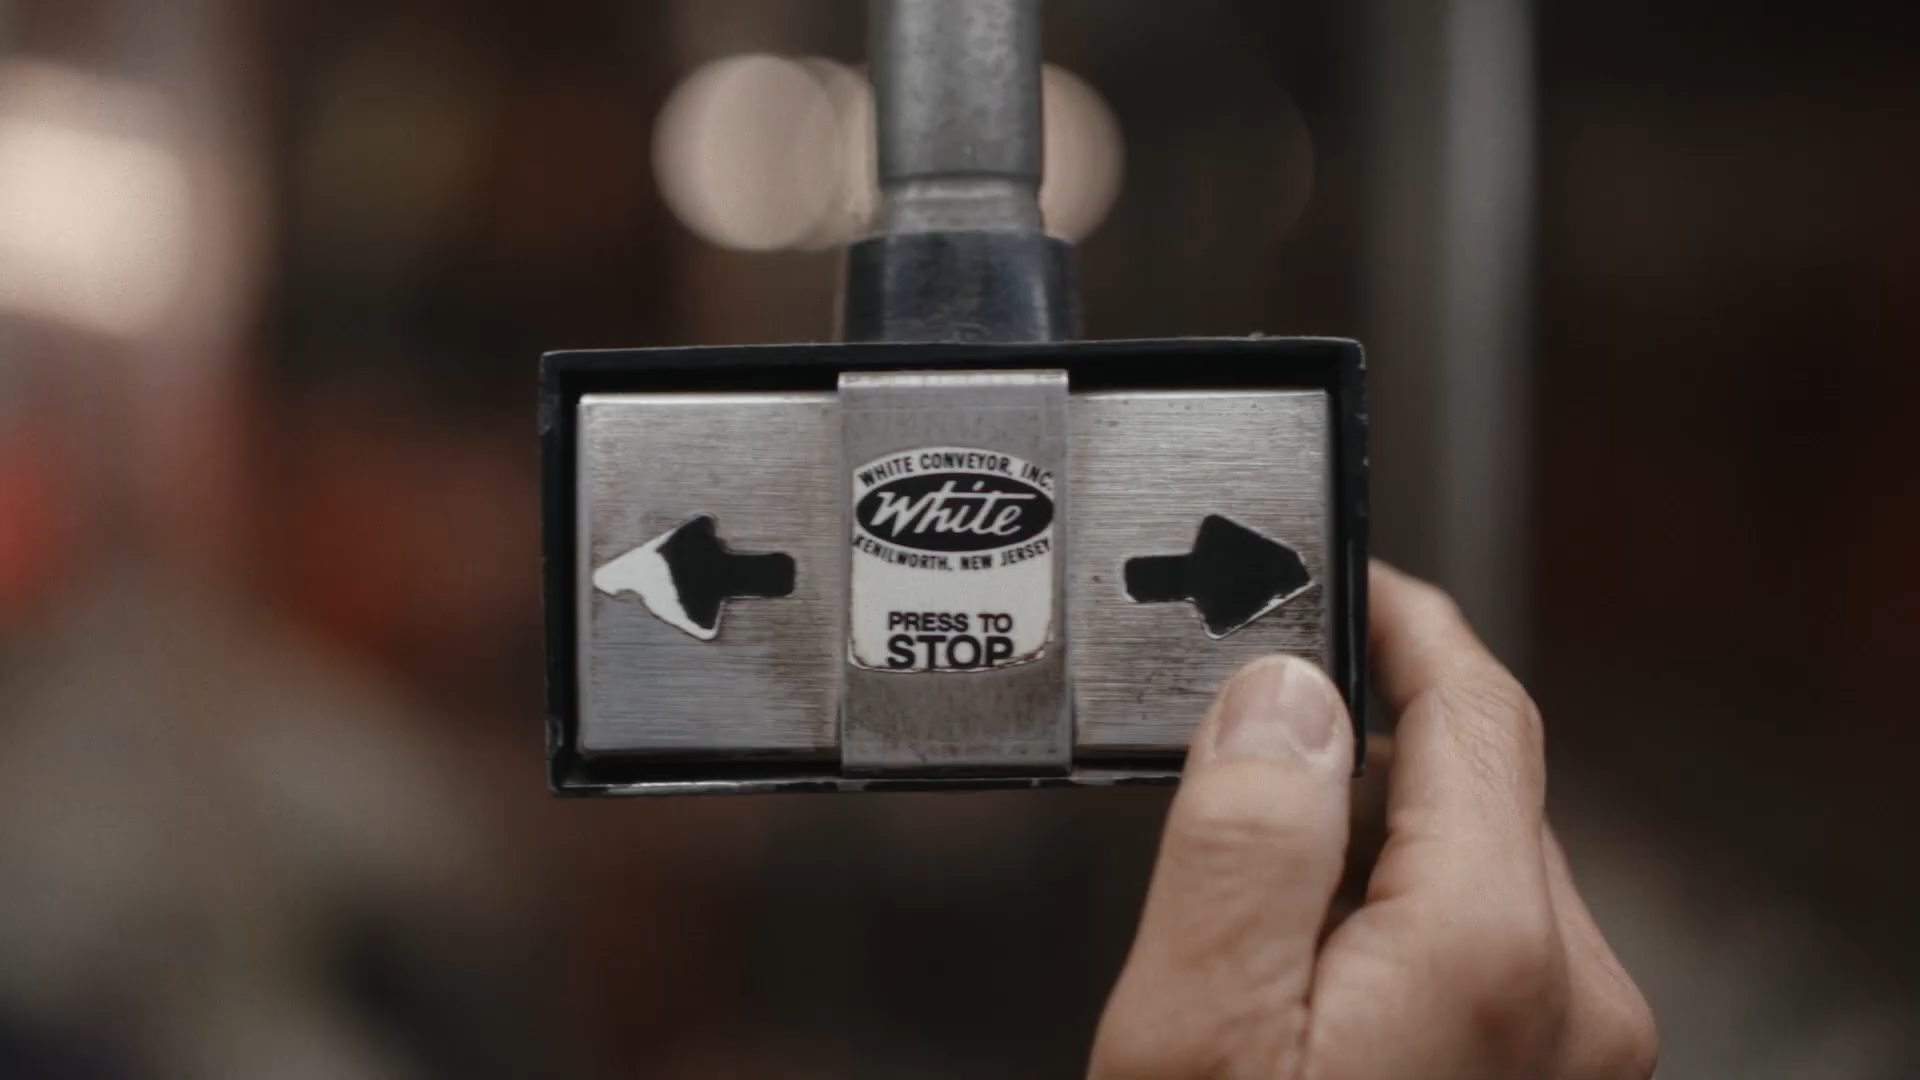 WHITE CONVEYOR, INC.
White
KENILWORTH, NEW JERSEY
PRESS TO
STOP